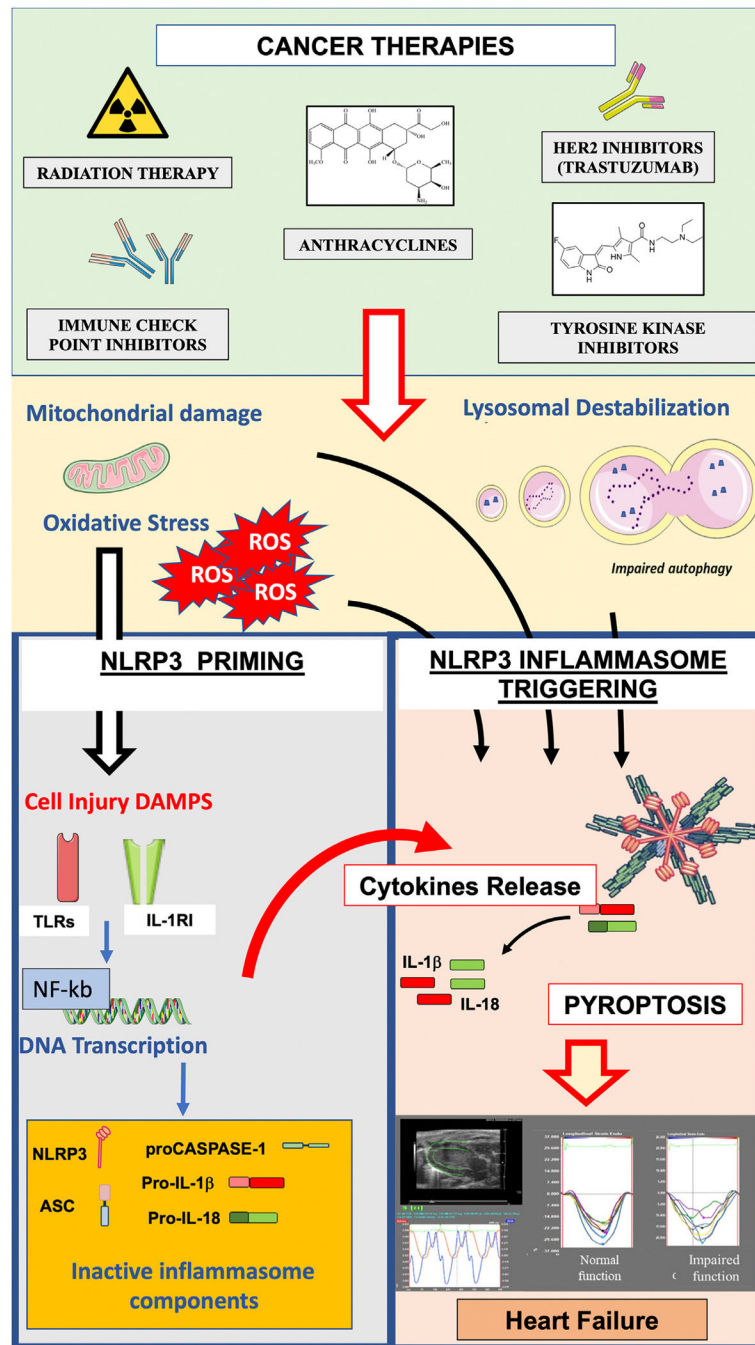 CANCER THERAPIES
RADIATION THERAPY
ANTHRACYCLINES
HER2 INHIBITORS
(TRASTUZUMAB)
IMMUNE CHECK
POINT INHIBITORS
TYROSINE KINASE
INHIBITORS
Mitochondrial damage
Lysosomal Destabilization
Oxidative Stress
ROS
ROS
ROS
Impaired autophagy
NLRP3 PRIMING
NLRP3 INFLAMMASOME
TRIGGERING
Cell Injury DAMPS
TLRs
IL-1RI
NF-kb
DNA Transcription
Cytokines Release
IL-1β
IL-18
PYROPTOSIS
NLRP3
proCASPASE-1
ASC
Pro-IL-1β
Pro-IL-18
Inactive inflammasome
components
Normal
function
Impaired
function
Heart Failure